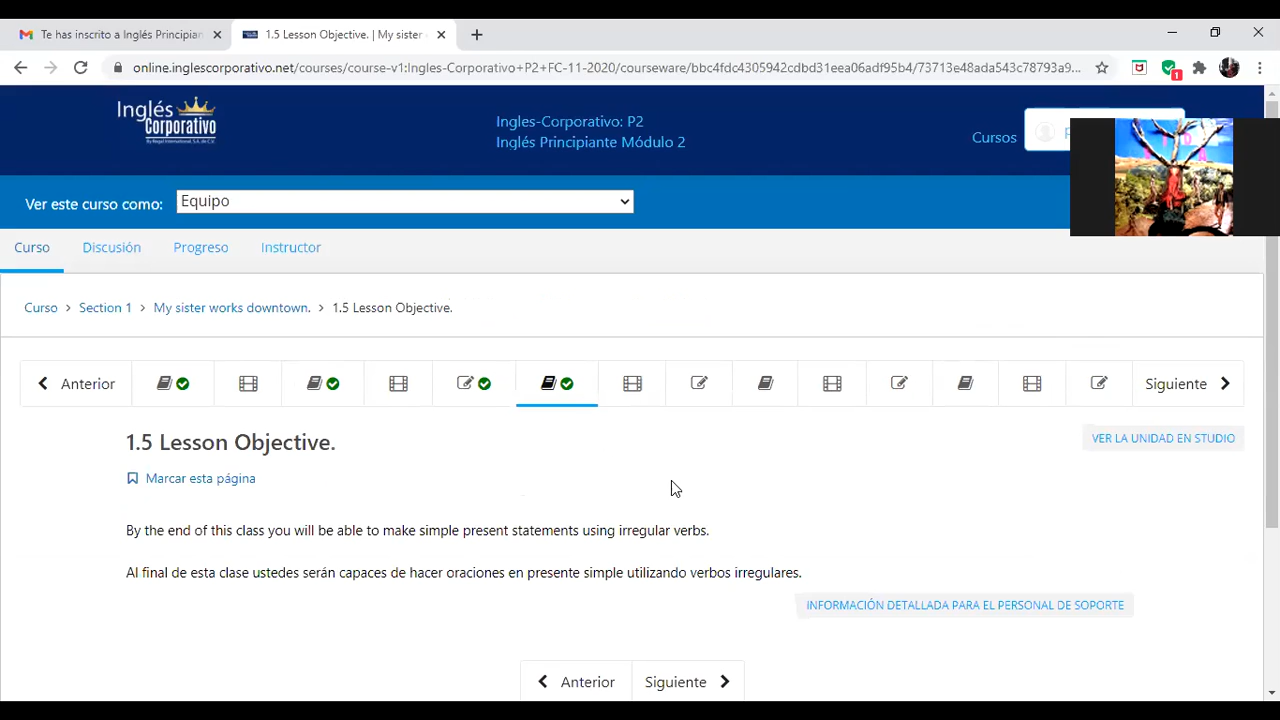 Te has inscrito a Inglés Principian
1.5 Lesson Objective. | My sister
online.inglescorporativo.net/courses/course-v1:Ingles-Corporativo+P2+FC-11-2020/courseware/bbc4fdc4305942cdbd31eea06adf95b4/73713e48ada543c78793a9...
1
Inglés
Corporativo
By Regal International, S.A. de C.V.
Ingles-Corporativo: P2
Inglés Principiante Módulo 2
Cursos
Ver este curso como:
Equipo
Curso
Discusión
Progreso
Instructor
Curso > Section 1 > My sister works downtown. > 1.5 Lesson Objective.
Anterior
Siguiente
1.5 Lesson Objective.
VER LA UNIDAD EN STUDIO
Marcar esta página
By the end of this class you will be able to make simple present statements using irregular verbs.
Al final de esta clase ustedes serán capaces de hacer oraciones en presente simple utilizando verbos irregulares.
INFORMACIÓN DETALLADA PARA EL PERSONAL DE SOPORTE
Anterior
Siguiente